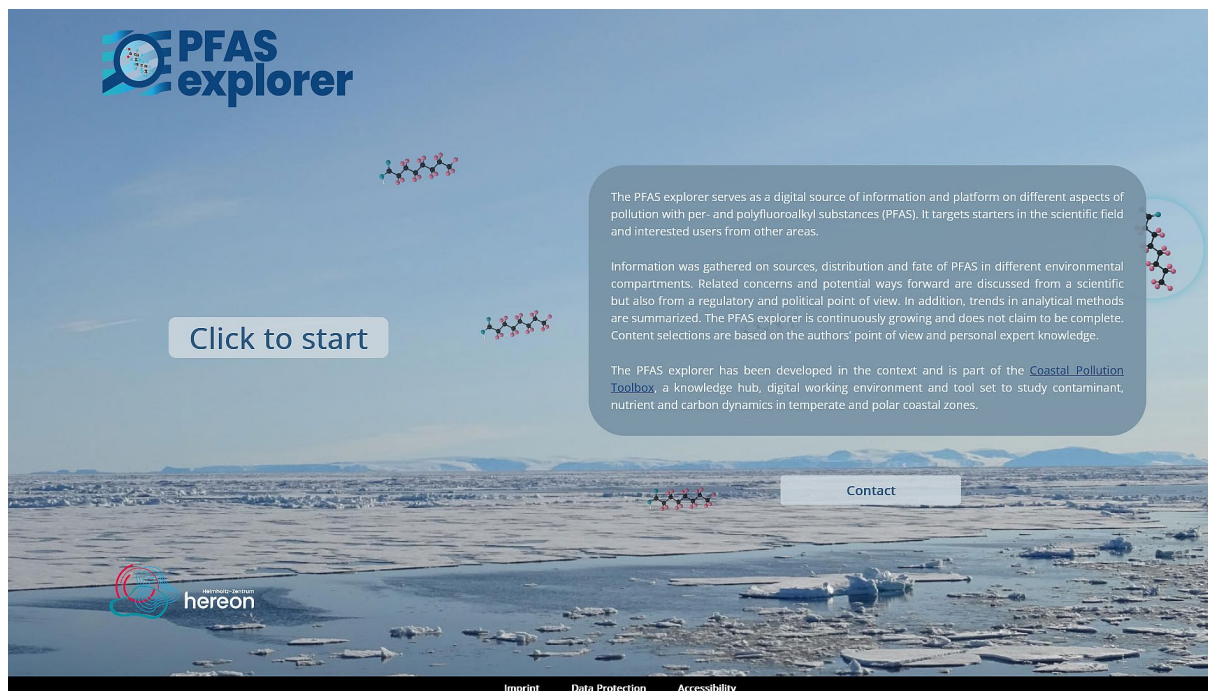 PFAS
explorer
The PFAS explorer serves as a digital source of information and platform on different aspects of
pollution with per- and polyfluoroalkyl substances (PFAS). It targets starters in the scientific field
and interested users from other areas.
Information was gathered on sources, distribution and fate of PFAS in different environmental
compartments. Related concerns and potential ways forward are discussed from a scientific
but also from a regulatory and political point of view. In addition, trends in analytical methods
are summarized. The PFAS explorer is continuously growing and does not claim to be complete.
Content selections are based on the authors' point of view and personal expert knowledge.
The PFAS explorer has been developed in the context and is part of the Coastal Pollution
Toolbox, a knowledge hub, digital working environment and tool set to study contaminant,
nutrient and carbon dynamics in temperate and polar coastal zones.
Click to start
Contact
Helmholtz-Zentrum
hereon
Imprint Data Protection Accessibility